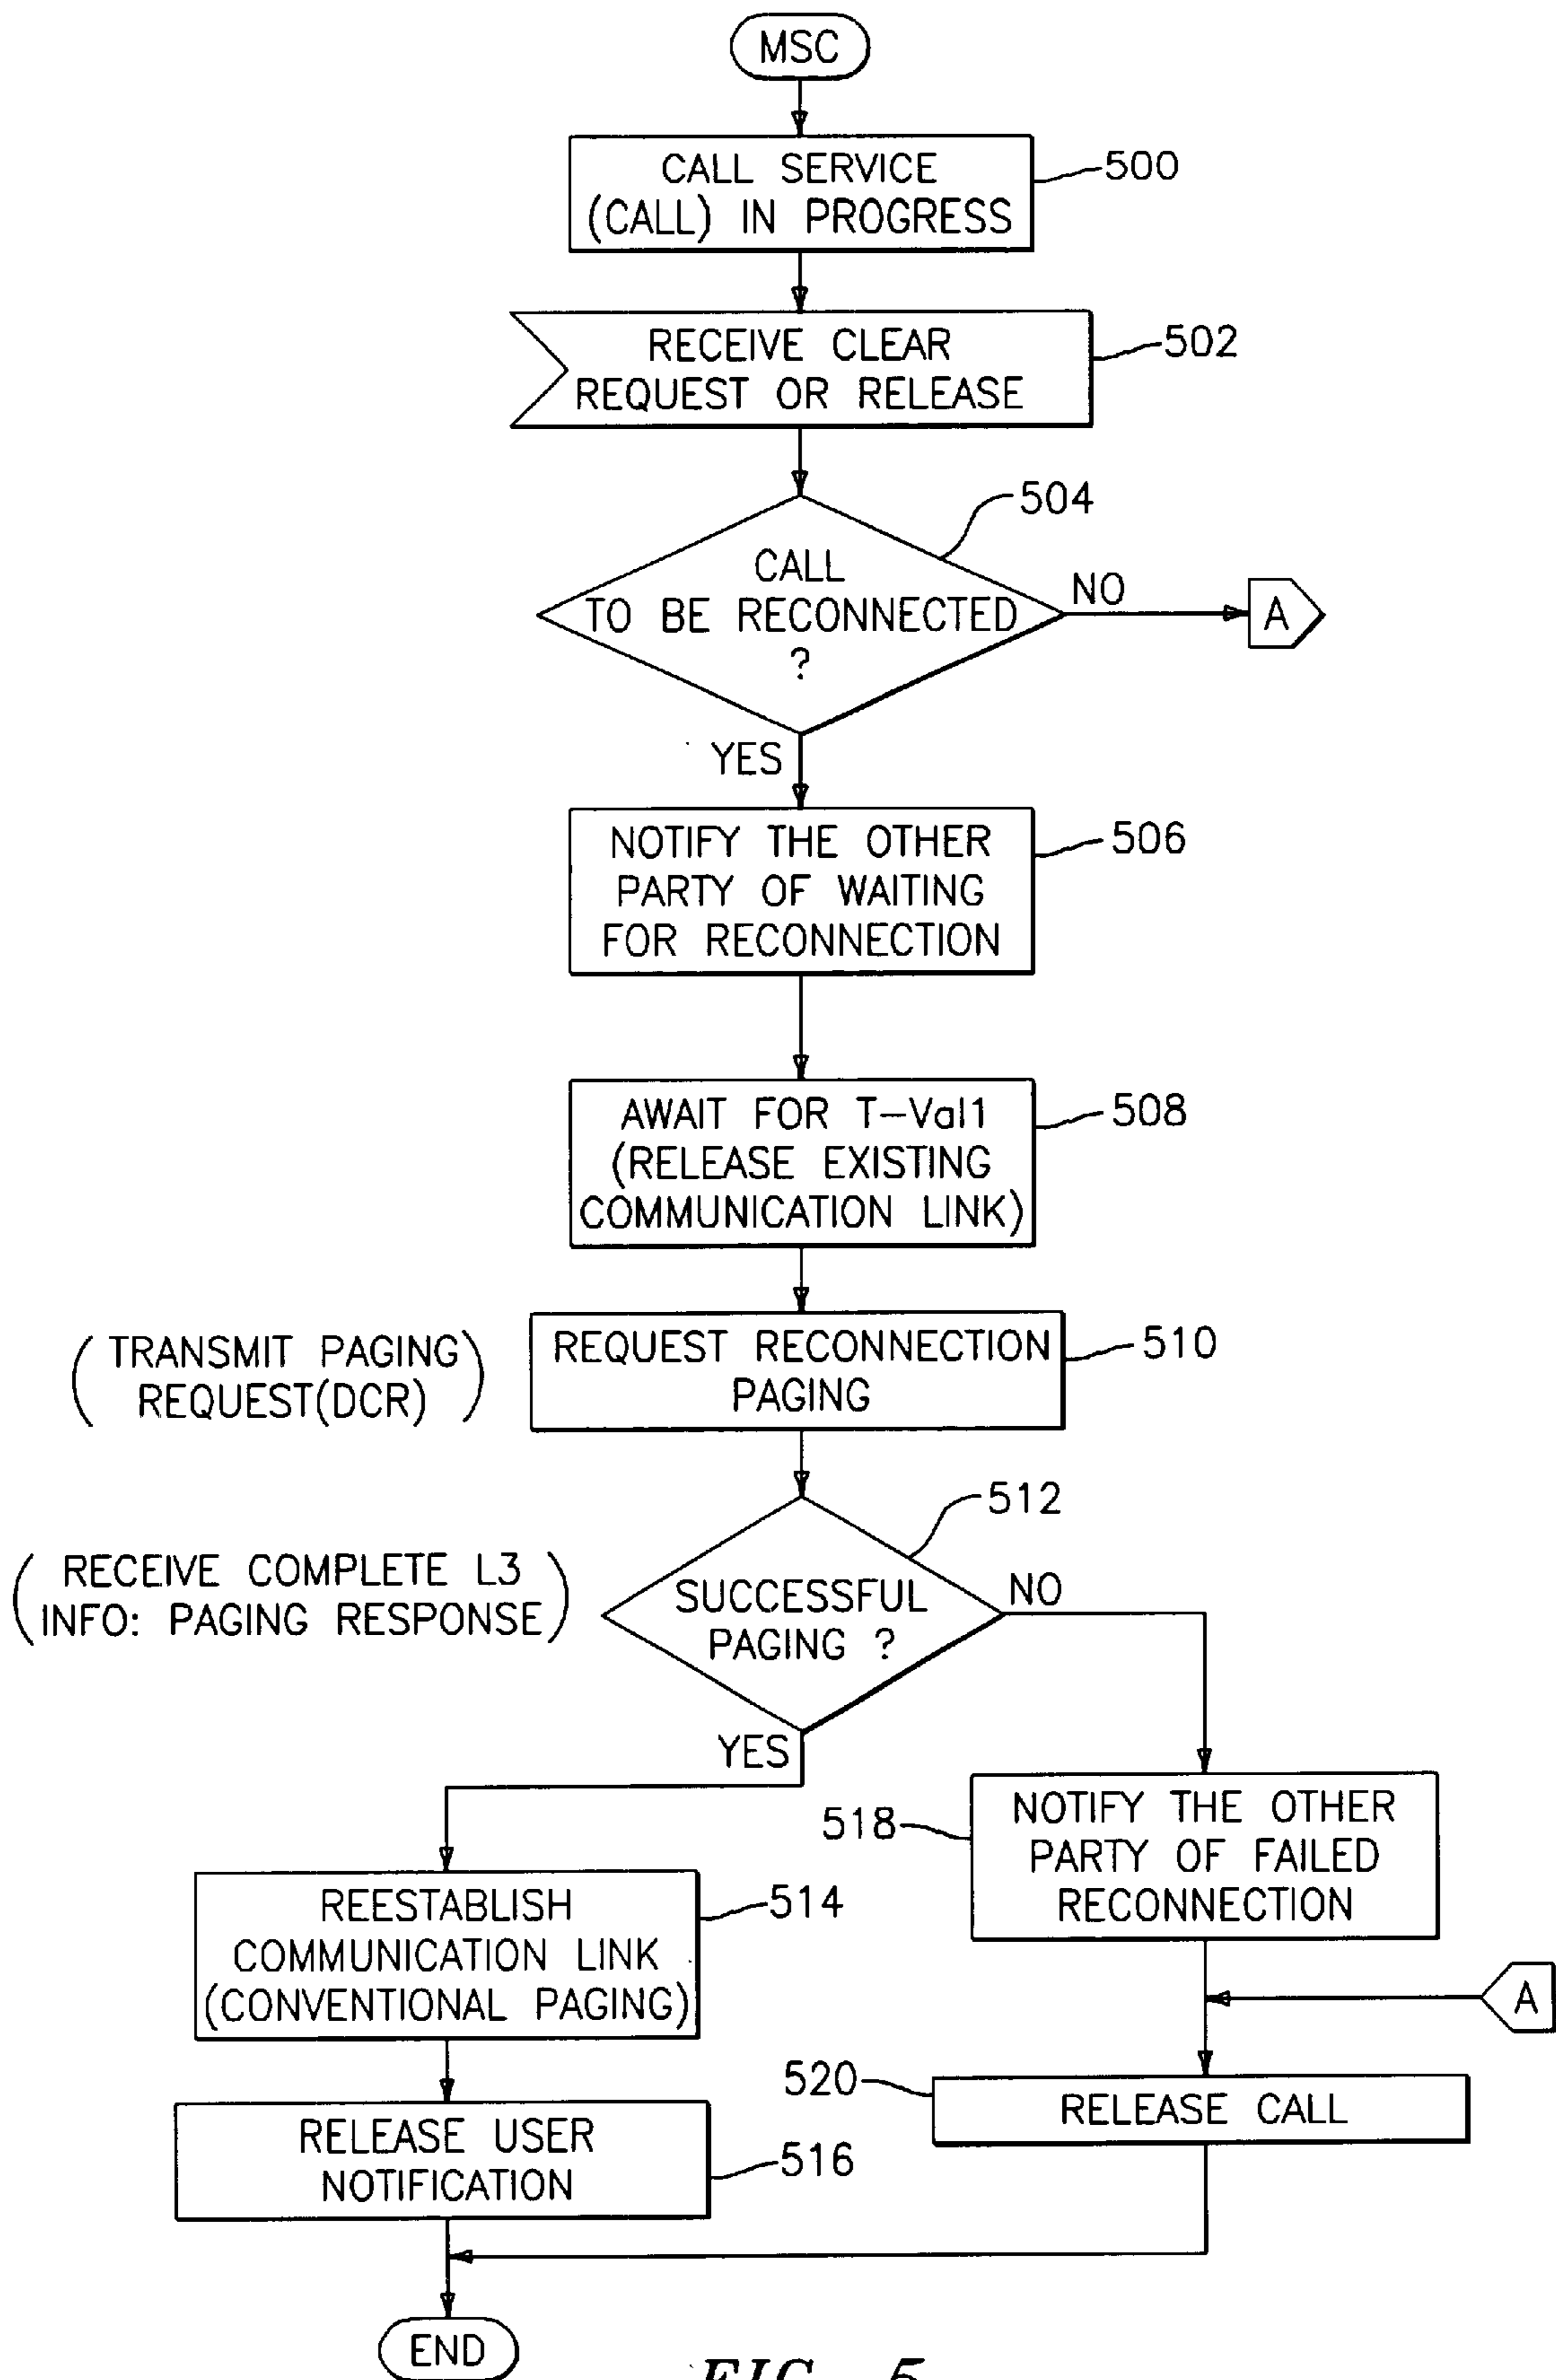 MSC
CALL SERVICE
(CALL) IN PROGRESS
500
RECEIVE CLEAR
REQUEST OR RELEASE
502
504
CALL
TO BE RECONNECTED
?
NO
A
YES
NOTIFY THE OTHER
PARTY OF WAITING
FOR RECONNECTION
506
AWAIT FOR T-Val1
(RELEASE EXISTING
COMMUNICATION LINK)
508
(TRANSMIT PAGING
REQUEST(DCR))
REQUEST RECONNECTION
PAGING
510
512
(RECEIVE COMPLETE L3
INFO: PAGING RESPONSE)
SUCCESSFUL
PAGING ?
NO
YES
518
NOTIFY THE OTHER
PARTY OF FAILED
RECONNECTION
REESTABLISH
COMMUNICATION LINK
(CONVENTIONAL PAGING)
514
A
520
RELEASE CALL
RELEASE USER
NOTIFICATION
516
END
FIG. 5